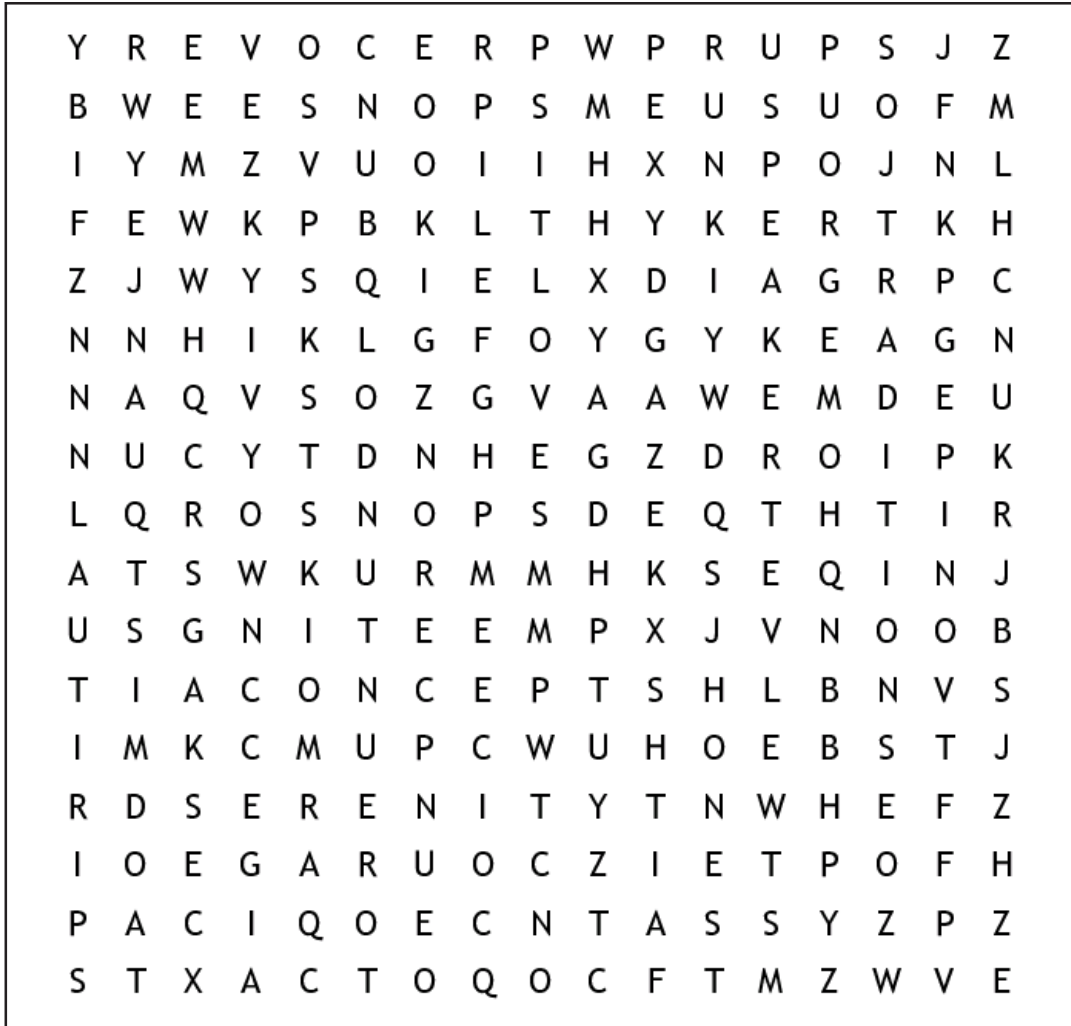 Y R E V O C E R P W P R U P S J Z
B W E E S N O P S M E U S U O F M
I Y M Z V U O I I H X N P O J N L
F E W K P B K L T H Y K E R T K H
Z J W Y S Q I E L X D I A G R P C
N N H I K L G F O Y G Y K E A G N
N A Q V S O Z G V A A W E M D E U
N U C Y T D N H E G Z D R O I P K
L Q R O S N O P S D E Q T H T I R
A T S W K U R M M H K S E Q I N J
U S G N I T E E M P X J V N O O B
T I A C O N C E P T S H L B N V S
I M K C M U P C W U H O E B S T J
R D S E R E N I T Y T N W H E F Z
I O E G A R U O C Z I E T P O F H
P A C I Q O E C N T A S S Y Z P Z
S T X A C T O Q O C F T M Z W V E